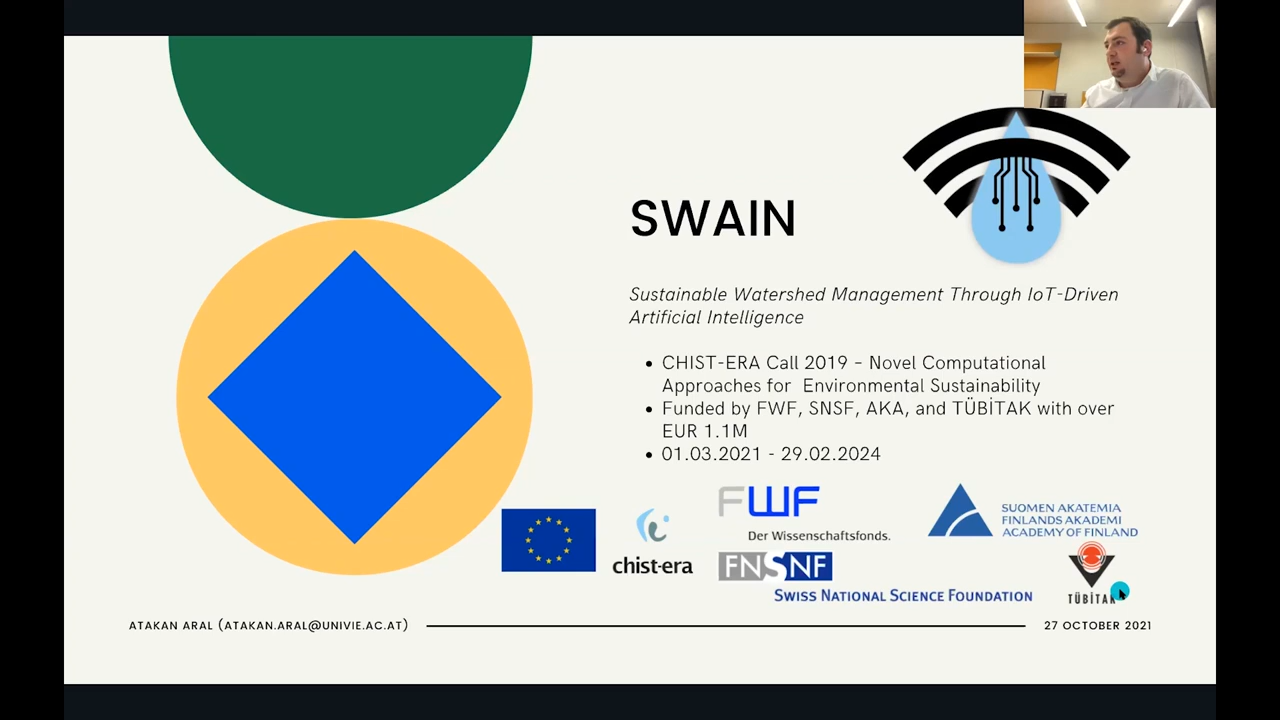 SWAIN
Sustainable Watershed Management Through IoT-Driven
Artificial Intelligence
• CHIST-ERA Call 2019 – Novel Computational
Approaches for Environmental Sustainability
• Funded by FWF, SNSF, AKA, and TÜBİTAK with over
EUR 1.1M
• 01.03.2021 - 29.02.2024
FWF
Der Wissenschaftsfonds.
SUOMEN AKATEMIA
FINLANDS AKADEMI
ACADEMY OF FINLAND
chist-era
FNSNF
SWISS NATIONAL SCIENCE FOUNDATION
TÜBİTAK
ATAKAN ARAL (ATAKAN.ARAL@UNIVIE.AC.AT)
27 OCTOBER 2021